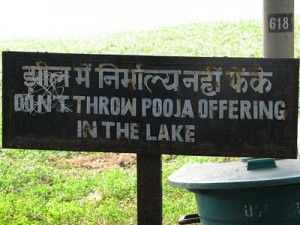 618
झील में निर्माल्य नहीं फेंके
DON'T THROW POOJA OFFERING
IN THE LAKE